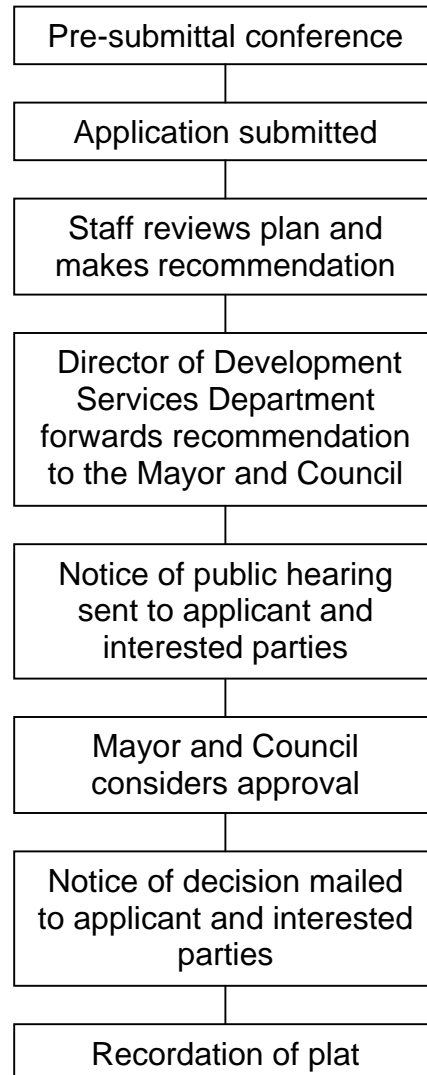 Pre-submittal conference
Application submitted
Staff reviews plan and
makes recommendation
Director of Development
Services Department
forwards recommendation
to the Mayor and Council
Notice of public hearing
sent to applicant and
interested parties
Mayor and Council
considers approval
Notice of decision mailed
to applicant and interested
parties
Recordation of plat